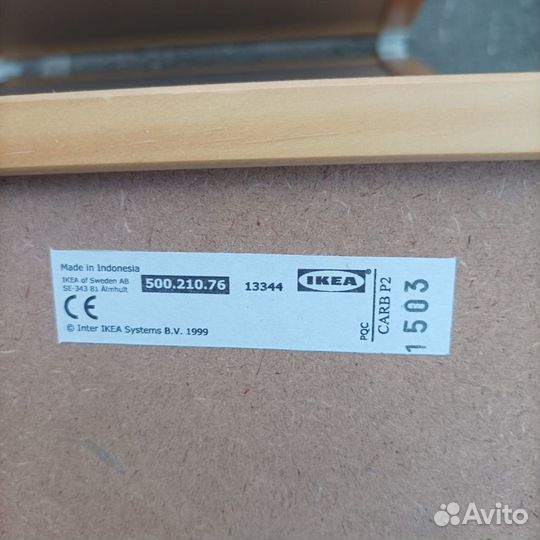 Made in Indonesia
IKEA of Sweden AB
SE-343 81 Älmhult
500.210.76
13344
IKEA
CE
© Inter IKEA Systems B.V. 1999
PQC
CARB P2
1503
Avito